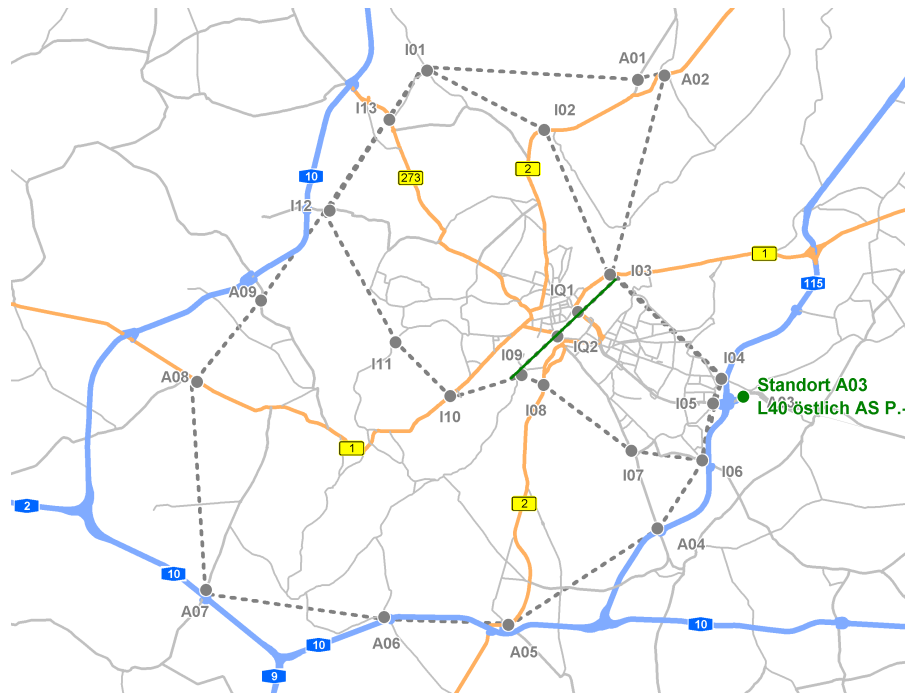 I01
A01
A02
I13
I02
2
273
10
I12
1
I03
115
A09
IQ1
IQ2
I04
I11
I09
A08
Standort A03
L40 östlich AS P.-
A03
I05
I10
I08
1
I07
I06
2
2
A04
10
A07
10
10
A06
A05
9